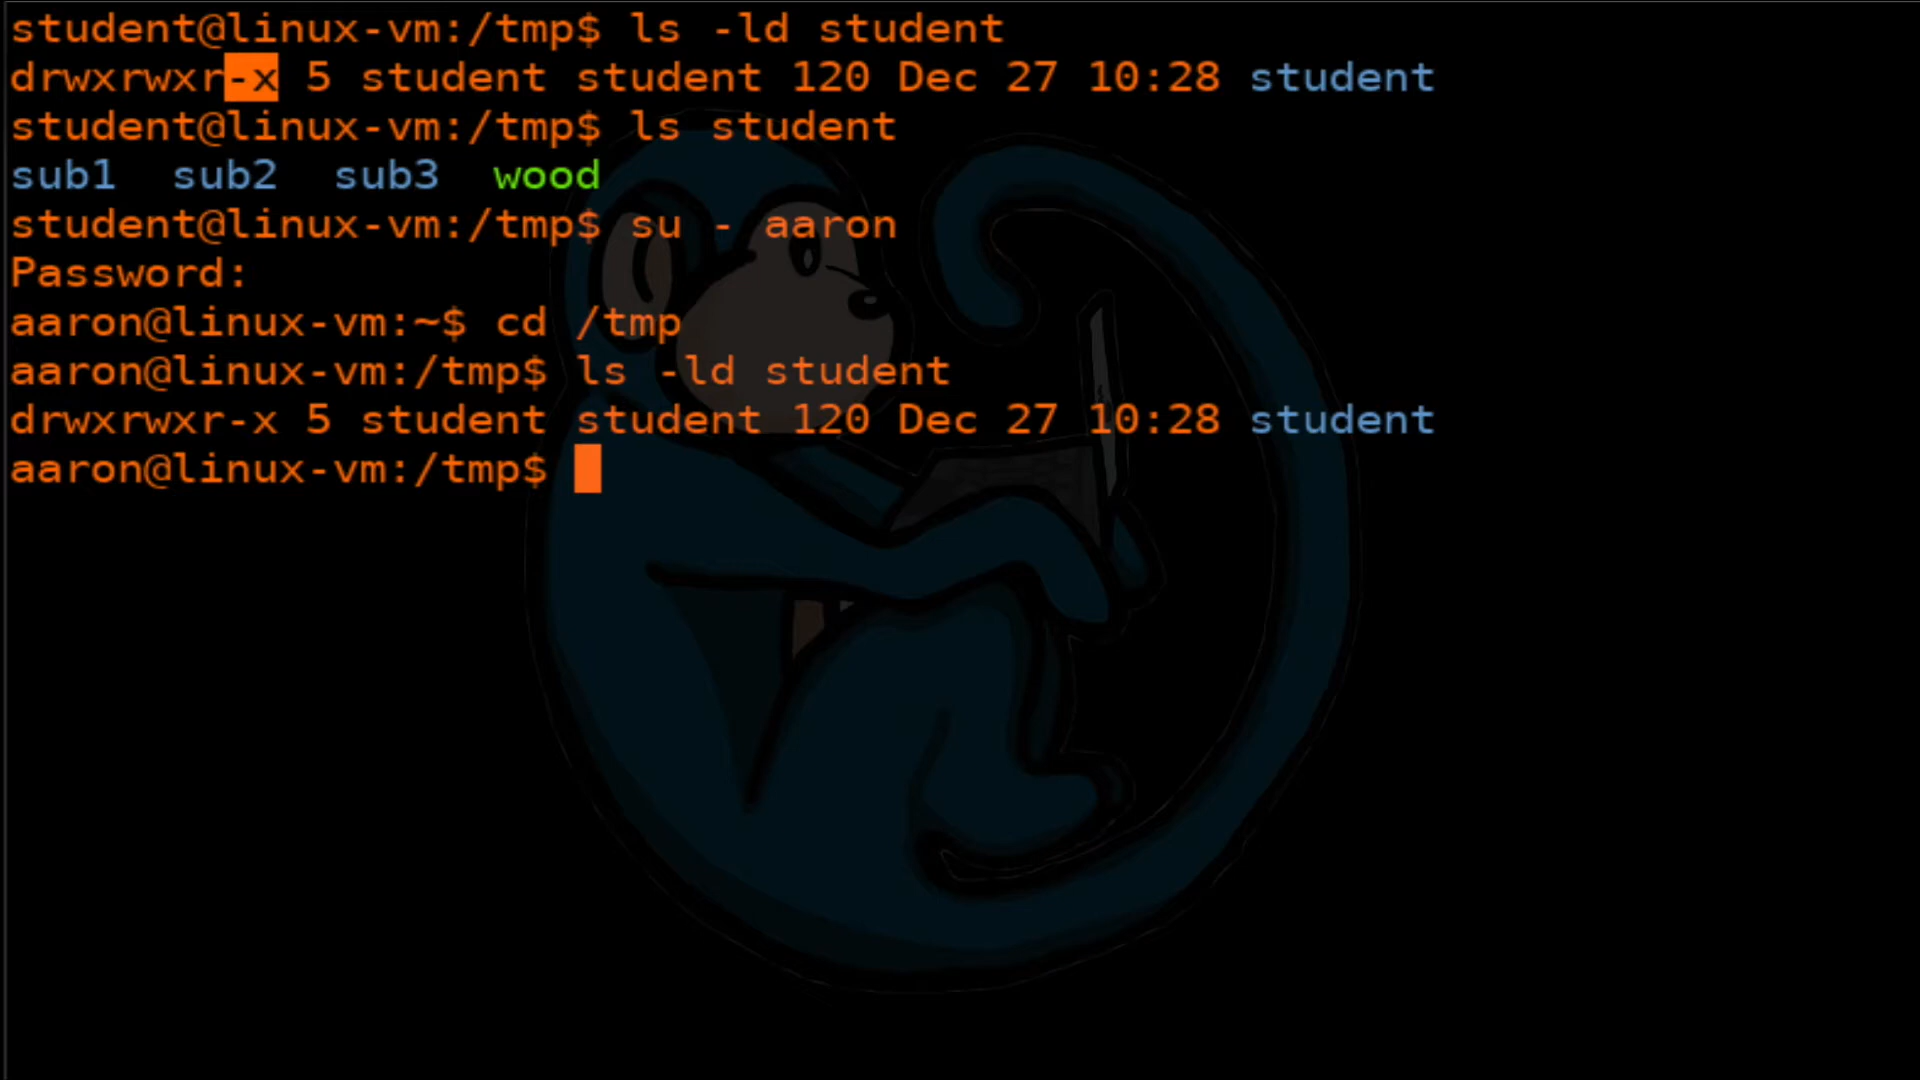 student@linux-vm:/tmp$ ls -ld student
drwxrwxr-x 5 student student 120 Dec 27 10:28 student
student@linux-vm:/tmp$ ls student
sub1  sub2  sub3  wood
student@linux-vm:/tmp$ su - aaron
Password:
aaron@linux-vm:~$ cd /tmp
aaron@linux-vm:/tmp$ ls -ld student
drwxrwxr-x 5 student student 120 Dec 27 10:28 student
aaron@linux-vm:/tmp$